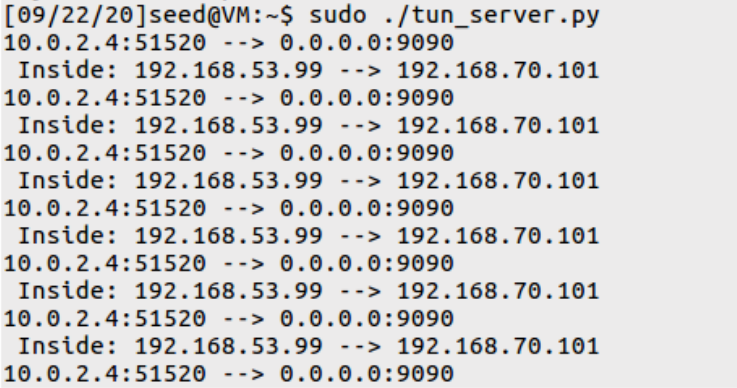 [09/22/20]seed@VM:~$ sudo ./tun_server.py
10.0.2.4:51520 --> 0.0.0.0:9090
 Inside: 192.168.53.99 --> 192.168.70.101
10.0.2.4:51520 --> 0.0.0.0:9090
 Inside: 192.168.53.99 --> 192.168.70.101
10.0.2.4:51520 --> 0.0.0.0:9090
 Inside: 192.168.53.99 --> 192.168.70.101
10.0.2.4:51520 --> 0.0.0.0:9090
 Inside: 192.168.53.99 --> 192.168.70.101
10.0.2.4:51520 --> 0.0.0.0:9090
 Inside: 192.168.53.99 --> 192.168.70.101
10.0.2.4:51520 --> 0.0.0.0:9090
 Inside: 192.168.53.99 --> 192.168.70.101
10.0.2.4:51520 --> 0.0.0.0:9090